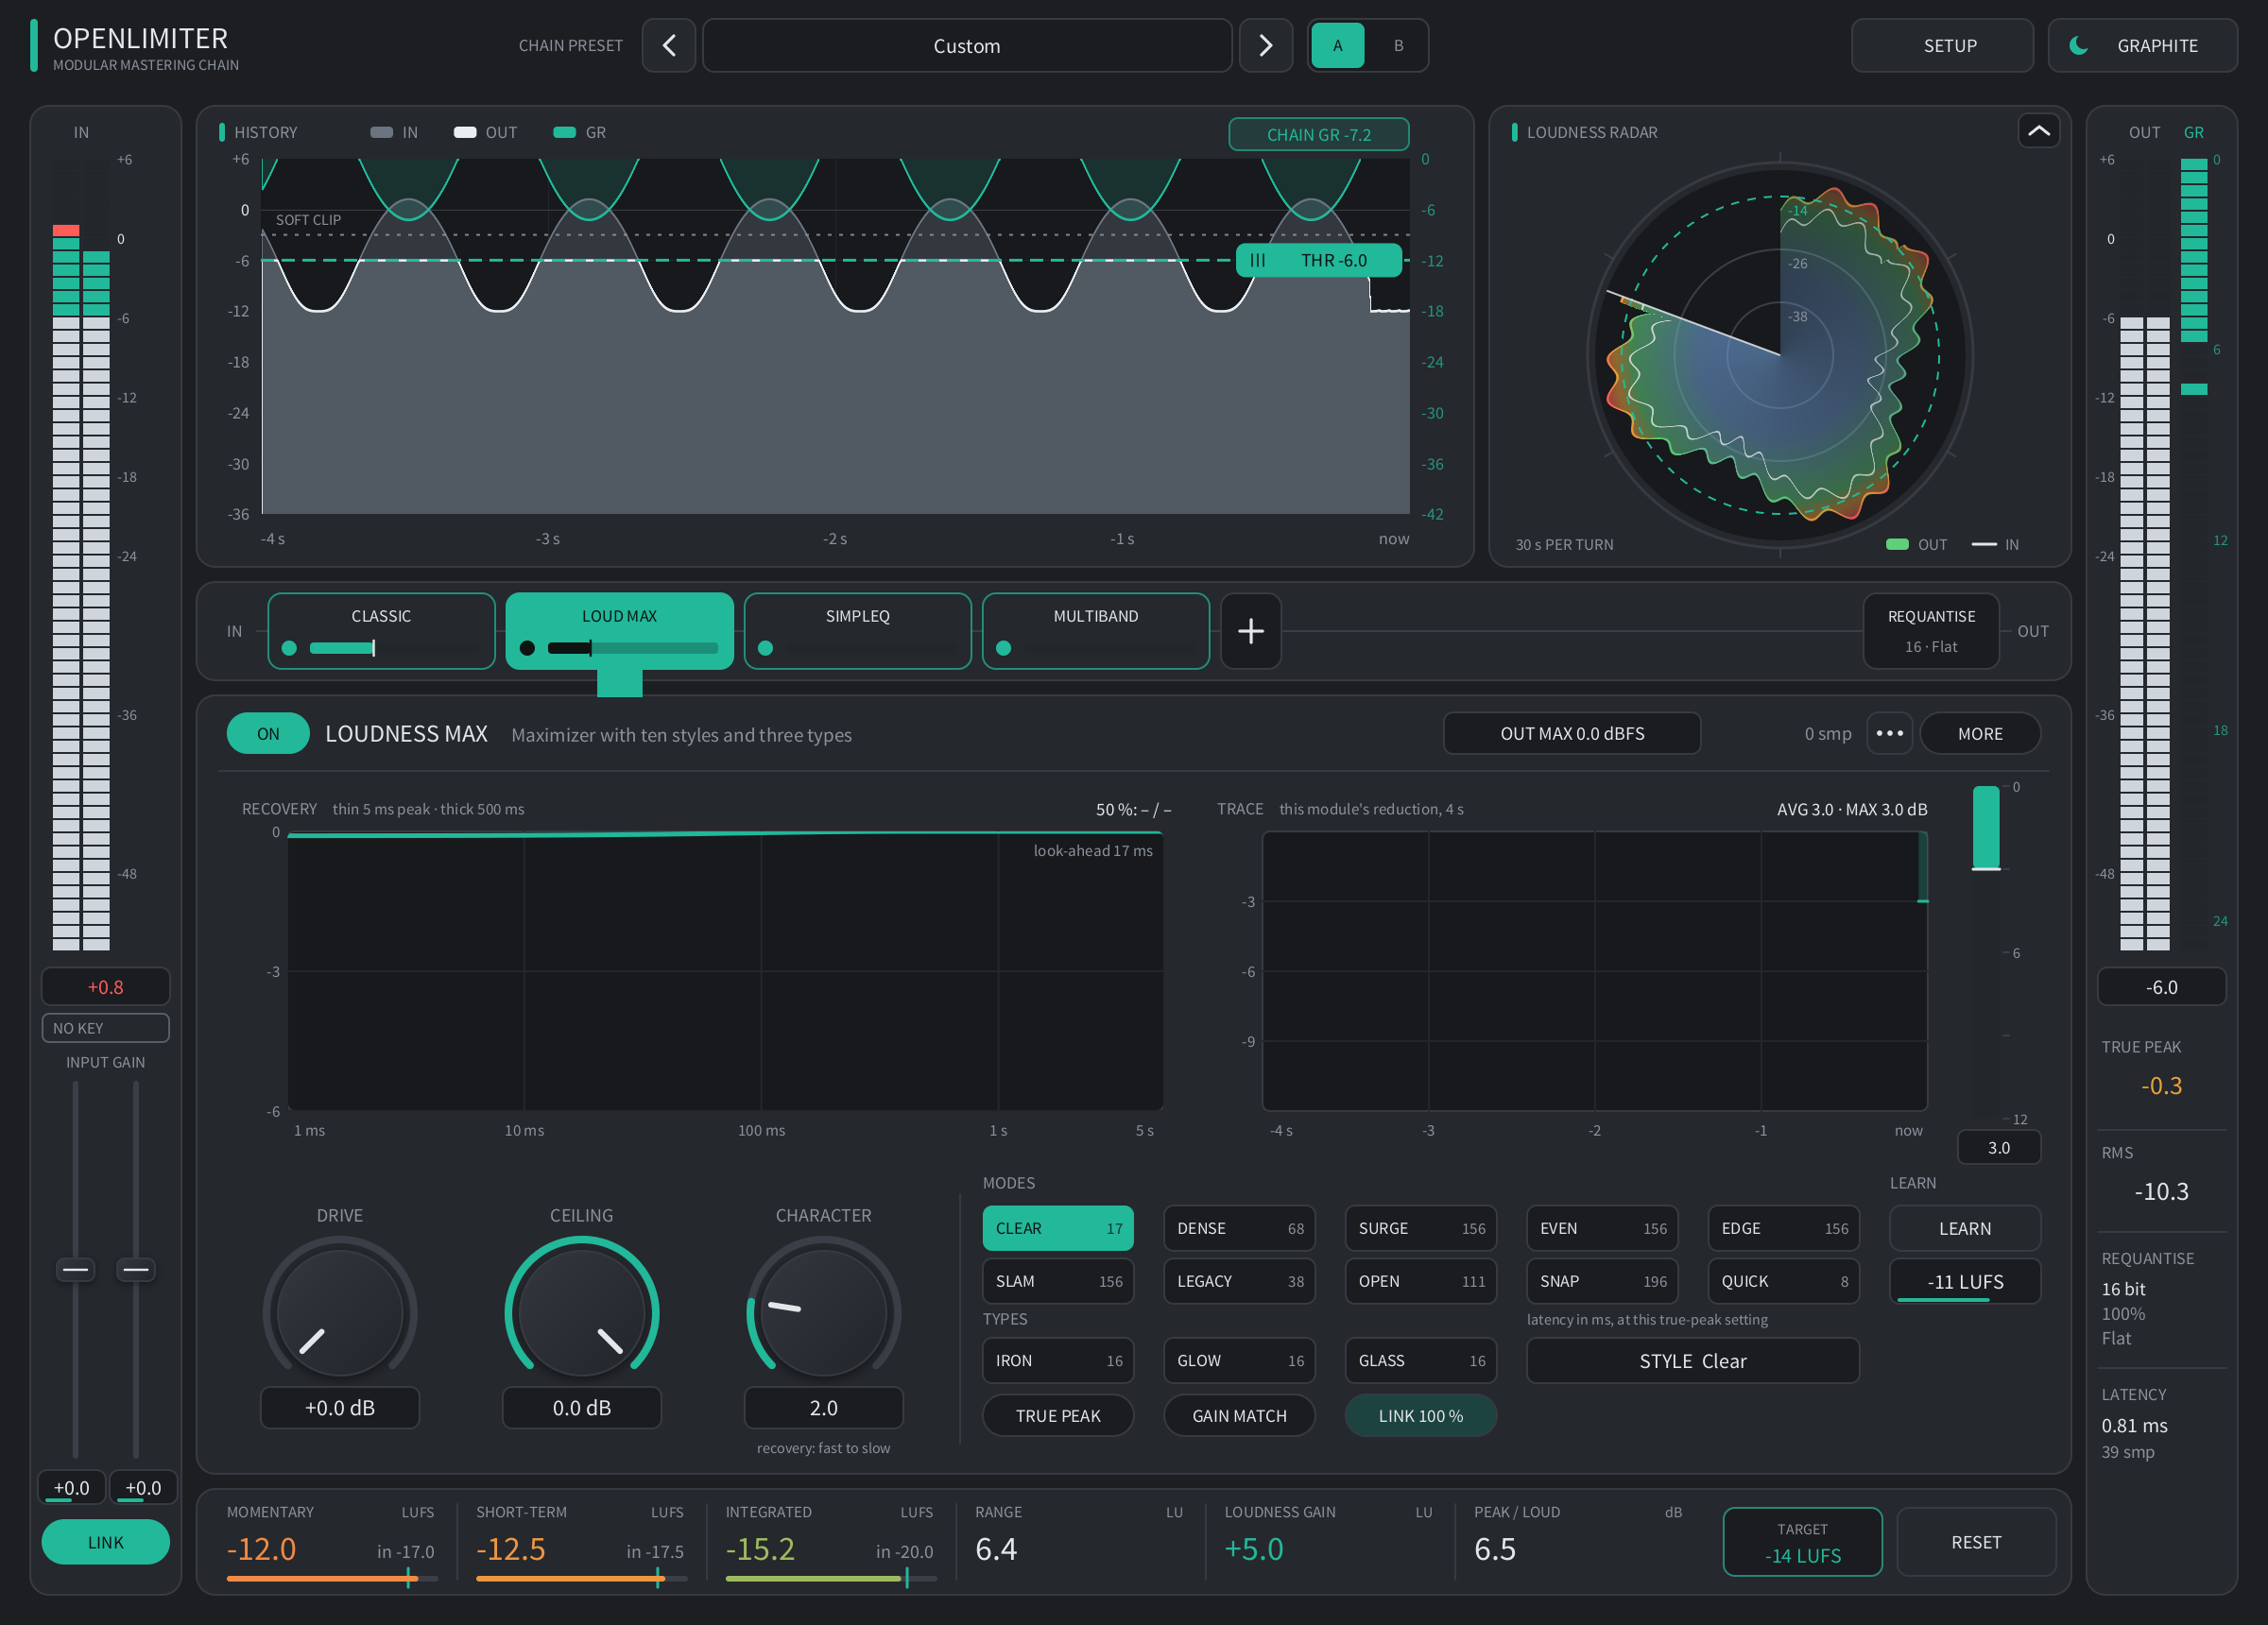 OPENLIMITER
MODULAR MASTERING CHAIN
CHAIN PRESET
Custom
A B
SETUP
GRAPHITE
IN
+6
0
-6
-12
-18
-24
-36
-48
+0.8
NO KEY
INPUT GAIN
+0.0 +0.0
LINK
HISTORY IN OUT GR
CHAIN GR -7.2
+6 0
0 -6
SOFT CLIP
-6 THR -6.0 -12
-12 -18
-18 -24
-24 -30
-30 -36
-36 -42
-4 s -3 s -2 s -1 s now
LOUDNESS RADAR
-14
-26
-38
30 s PER TURN OUT IN
IN
CLASSIC
LOUD MAX
SIMPLEQ
MULTIBAND
REQUANTISE
16 · Flat
OUT
ON LOUDNESS MAX Maximizer with ten styles and three types
OUT MAX 0.0 dBFS
0 smp
MORE
RECOVERY thin 5 ms peak · thick 500 ms 50 %: – / –
look-ahead 17 ms
0
-3
-6
1 ms 10 ms 100 ms 1 s 5 s
TRACE this module's reduction, 4 s AVG 3.0 · MAX 3.0 dB
-3
-6
-9
-4 s -3 -2 -1 now
0
6
12
3.0
DRIVE CEILING CHARACTER
+0.0 dB 0.0 dB 2.0
recovery: fast to slow
MODES LEARN
CLEAR 17 DENSE 68 SURGE 156 EVEN 156 EDGE 156 LEARN
SLAM 156 LEGACY 38 OPEN 111 SNAP 196 QUICK 8 -11 LUFS
TYPES latency in ms, at this true-peak setting
IRON 16 GLOW 16 GLASS 16 STYLE Clear
TRUE PEAK GAIN MATCH LINK 100 %
MOMENTARY LUFS
-12.0 in -17.0
SHORT-TERM LUFS
-12.5 in -17.5
INTEGRATED LUFS
-15.2 in -20.0
RANGE LU
6.4
LOUDNESS GAIN LU
+5.0
PEAK / LOUD dB
6.5
TARGET
-14 LUFS
RESET
OUT GR
+6 0
0
-6 6
-12
-18
-24 12
-36 18
-48 24
-6.0
TRUE PEAK
-0.3
RMS
-10.3
REQUANTISE
16 bit
100%
Flat
LATENCY
0.81 ms
39 smp